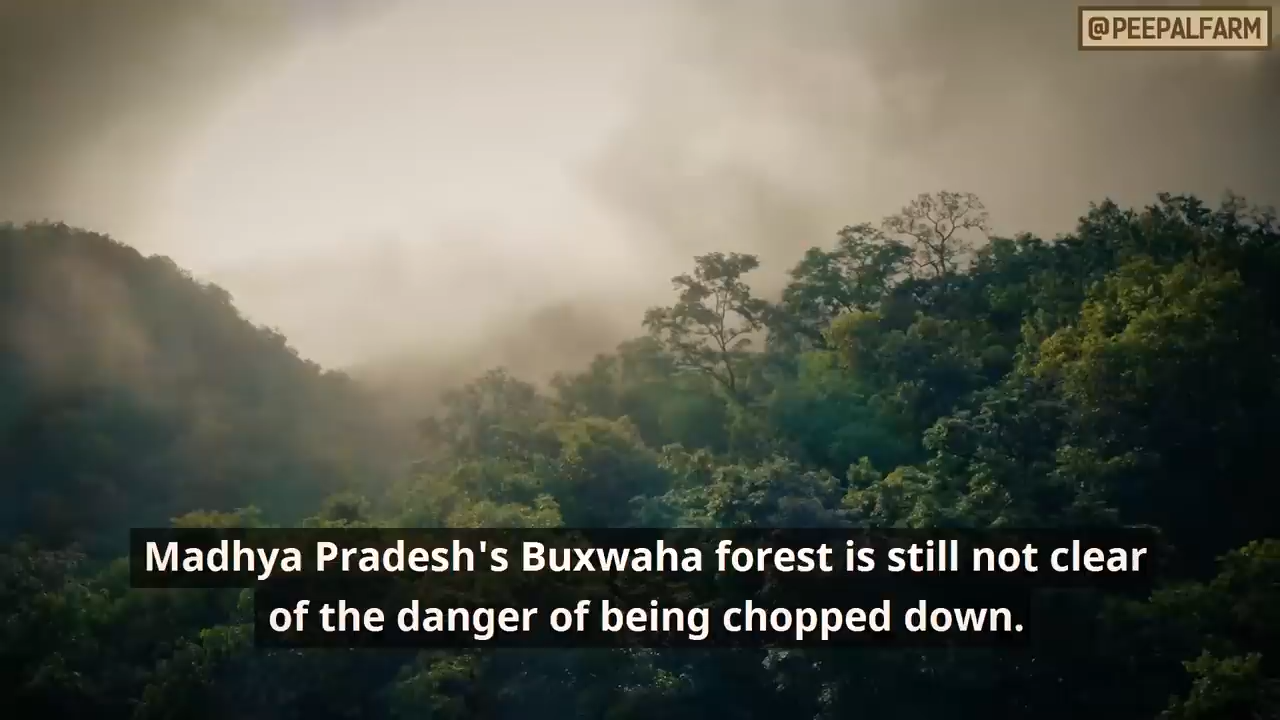 @PEEPALFARM
Madhya Pradesh's Buxwaha forest is still not clear
of the danger of being chopped down.